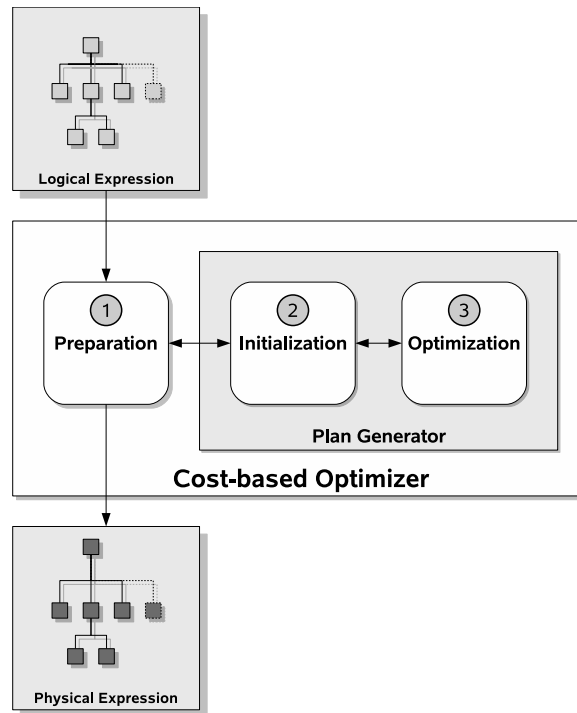 Logical Expression
1
Preparation
2
Initialization
3
Optimization
Plan Generator
Cost-based Optimizer
Physical Expression